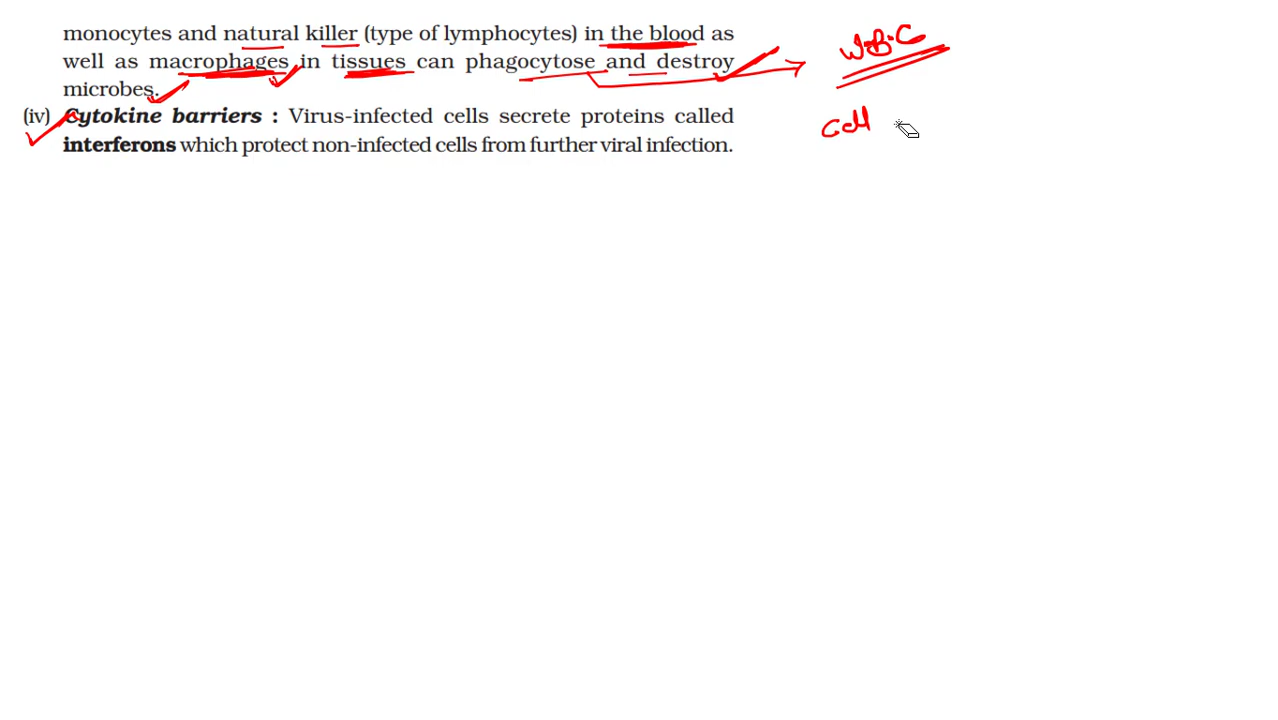 monocytes and natural killer (type of lymphocytes) in the blood as
well as macrophages in tissues can phagocytose and destroy
microbes.
(iv) Cytokine barriers : Virus-infected cells secrete proteins called
interferons which protect non-infected cells from further viral infection.
W.B.C
Cell